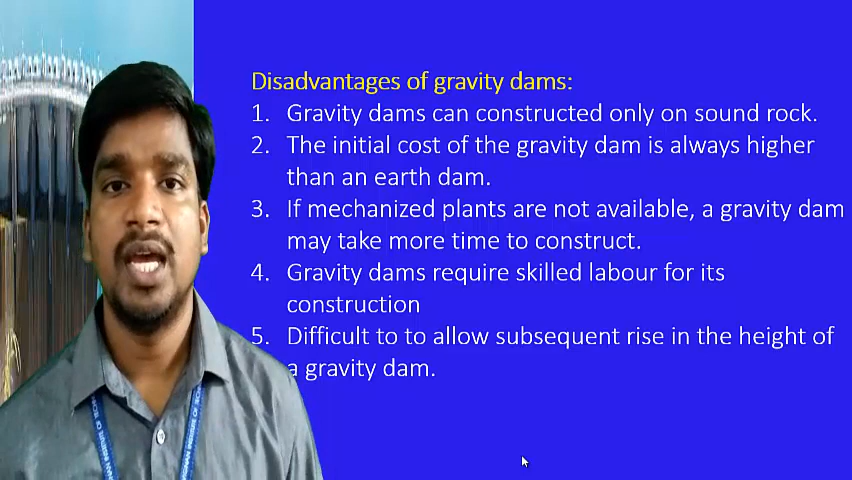 Disadvantages of gravity dams:
1. Gravity dams can constructed only on sound rock.
2. The initial cost of the gravity dam is always higher
than an earth dam.
3. If mechanized plants are not available, a gravity dam
may take more time to construct.
4. Gravity dams require skilled labour for its
construction
5. Difficult to to allow subsequent rise in the height of
a gravity dam.